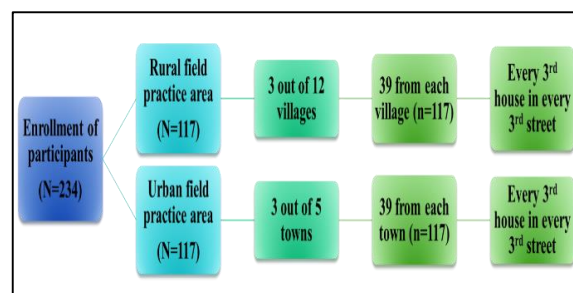 Enrollment of
participants
(N=234)
Rural field
practice area
(N=117)
3 out of 12
villages
39 from each
village (n=117)
Every 3rd
house in every
3rd street
Urban field
practice area
(N=117)
3 out of 5
towns
39 from each
town (n=117)
Every 3rd
house in every
3rd street